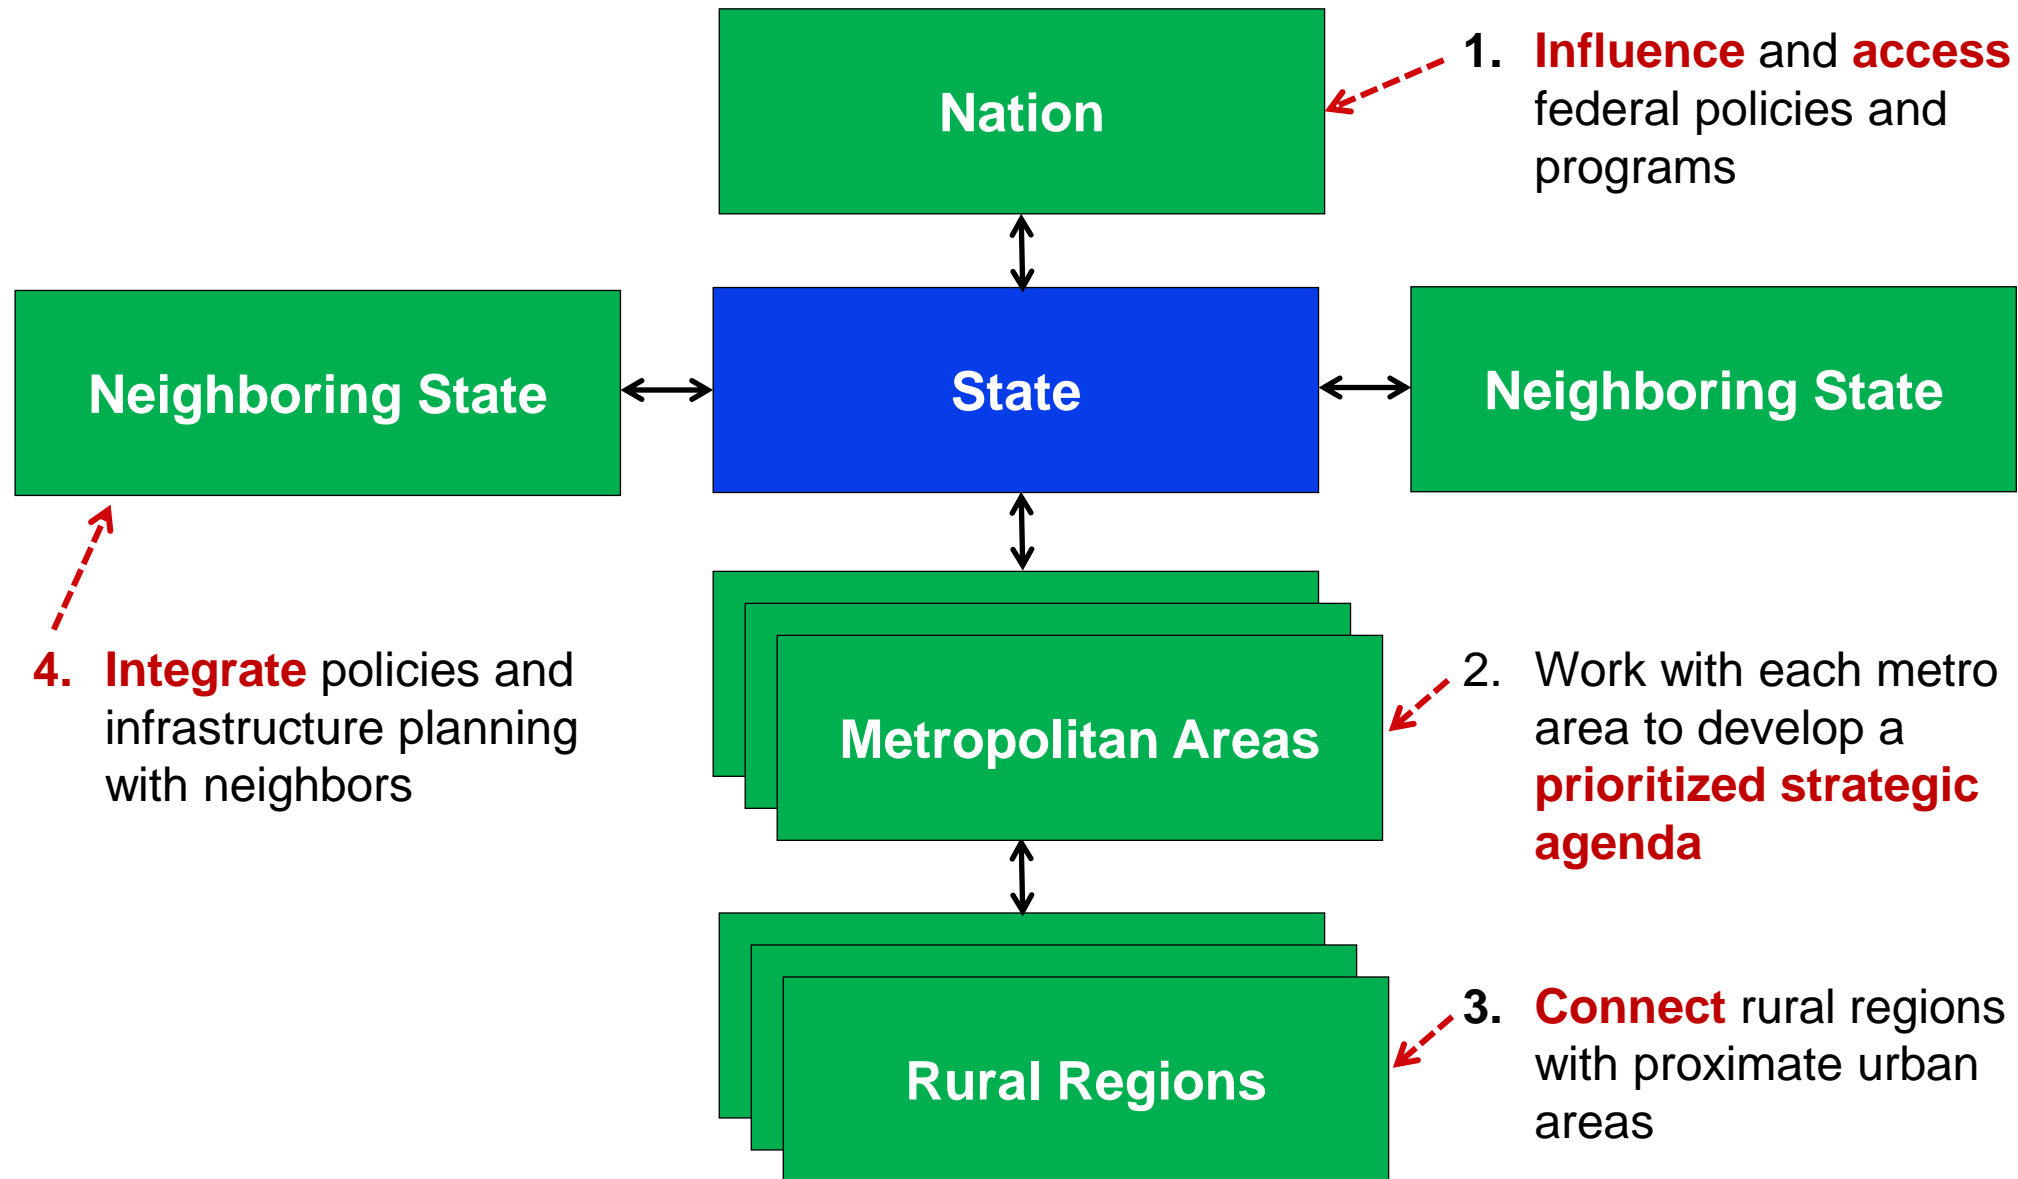 Nation
1. Influence and access
federal policies and
programs
Neighboring State
State
Neighboring State
4. Integrate policies and
infrastructure planning
with neighbors
Metropolitan Areas
2. Work with each metro
area to develop a
prioritized strategic
agenda
Rural Regions
3. Connect rural regions
with proximate urban
areas